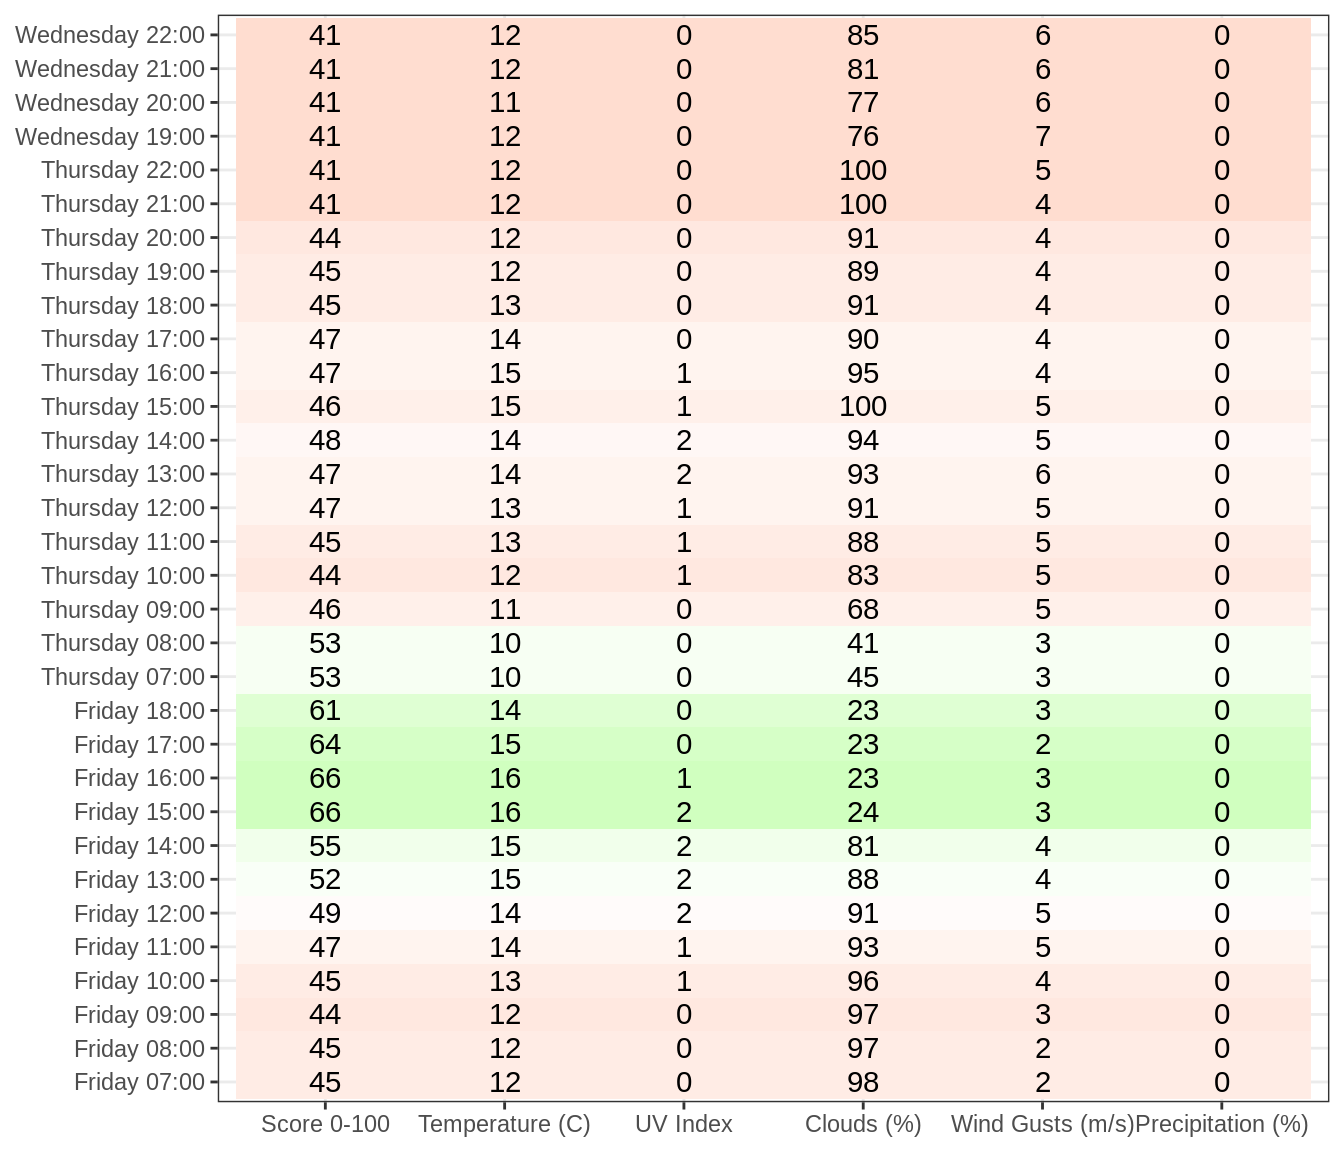 Wednesday 22:00 41 12 0 85 6 0
Wednesday 21:00 41 12 0 81 6 0
Wednesday 20:00 41 11 0 77 6 0
Wednesday 19:00 41 12 0 76 7 0
Thursday 22:00 41 12 0 100 5 0
Thursday 21:00 41 12 0 100 4 0
Thursday 20:00 44 12 0 91 4 0
Thursday 19:00 45 12 0 89 4 0
Thursday 18:00 45 13 0 91 4 0
Thursday 17:00 47 14 0 90 4 0
Thursday 16:00 47 15 1 95 4 0
Thursday 15:00 46 15 1 100 5 0
Thursday 14:00 48 14 2 94 5 0
Thursday 13:00 47 14 2 93 6 0
Thursday 12:00 47 13 1 91 5 0
Thursday 11:00 45 13 1 88 5 0
Thursday 10:00 44 12 1 83 5 0
Thursday 09:00 46 11 0 68 5 0
Thursday 08:00 53 10 0 41 3 0
Thursday 07:00 53 10 0 45 3 0
Friday 18:00 61 14 0 23 3 0
Friday 17:00 64 15 0 23 2 0
Friday 16:00 66 16 1 23 3 0
Friday 15:00 66 16 2 24 3 0
Friday 14:00 55 15 2 81 4 0
Friday 13:00 52 15 2 88 4 0
Friday 12:00 49 14 2 91 5 0
Friday 11:00 47 14 1 93 5 0
Friday 10:00 45 13 1 96 4 0
Friday 09:00 44 12 0 97 3 0
Friday 08:00 45 12 0 97 2 0
Friday 07:00 45 12 0 98 2 0
Score 0-100 Temperature (C) UV Index Clouds (%) Wind Gusts (m/s) Precipitation (%)